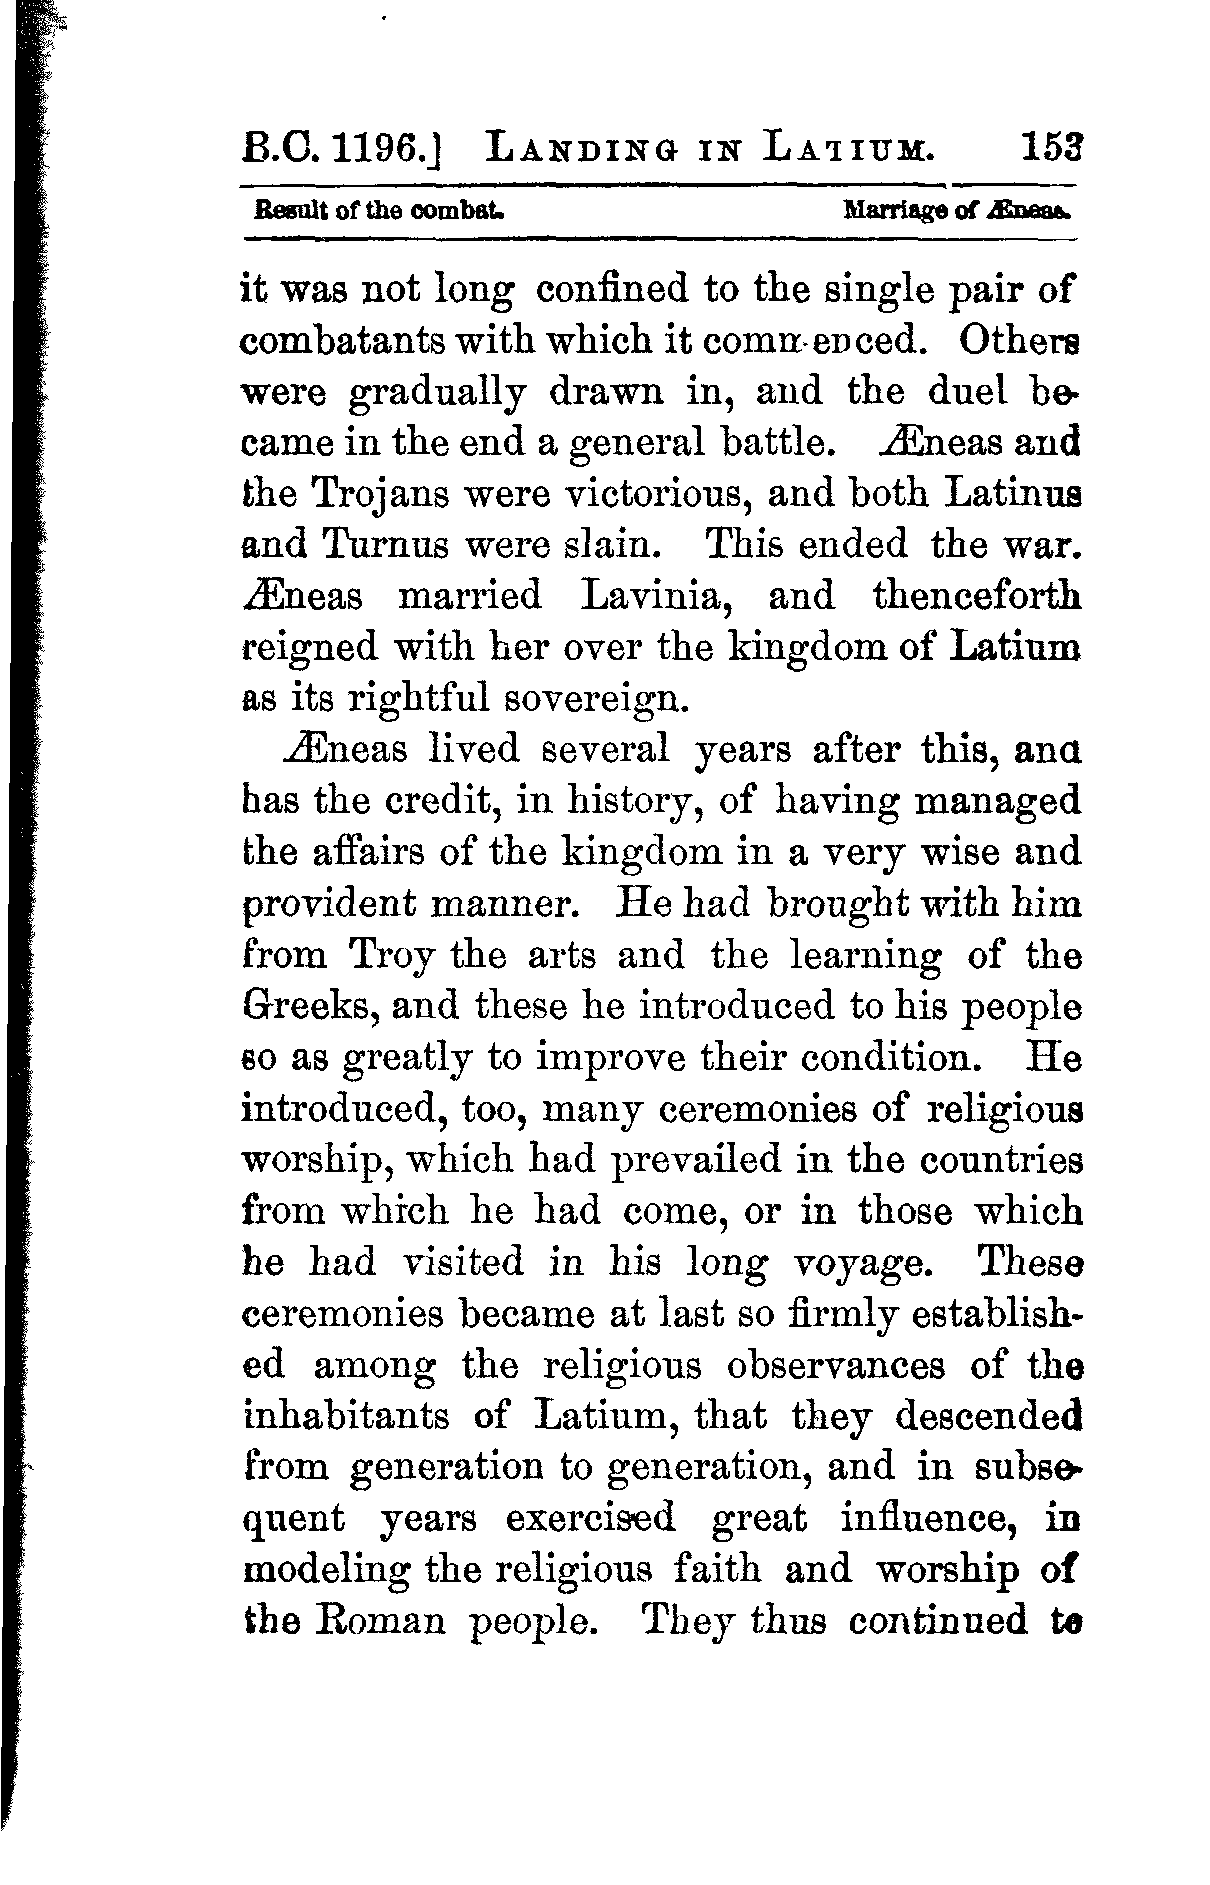 B.C. 1196.] LANDING IN LATIUM. 153
Result of the combat. Marriage of Æneas.
it was not long confined to the single pair of
combatants with which it commenced. Others
were gradually drawn in, and the duel be-
came in the end a general battle. Æneas and
the Trojans were victorious, and both Latinus
and Turnus were slain. This ended the war.
Æneas married Lavinia, and thenceforth
reigned with her over the kingdom of Latium
as its rightful sovereign.
Æneas lived several years after this, and
has the credit, in history, of having managed
the affairs of the kingdom in a very wise and
provident manner. He had brought with him
from Troy the arts and the learning of the
Greeks, and these he introduced to his people
so as greatly to improve their condition. He
introduced, too, many ceremonies of religious
worship, which had prevailed in the countries
from which he had come, or in those which
he had visited in his long voyage. These
ceremonies became at last so firmly establish-
ed among the religious observances of the
inhabitants of Latium, that they descended
from generation to generation, and in subse-
quent years exercised great influence, in
modeling the religious faith and worship of
the Roman people. They thus continued to